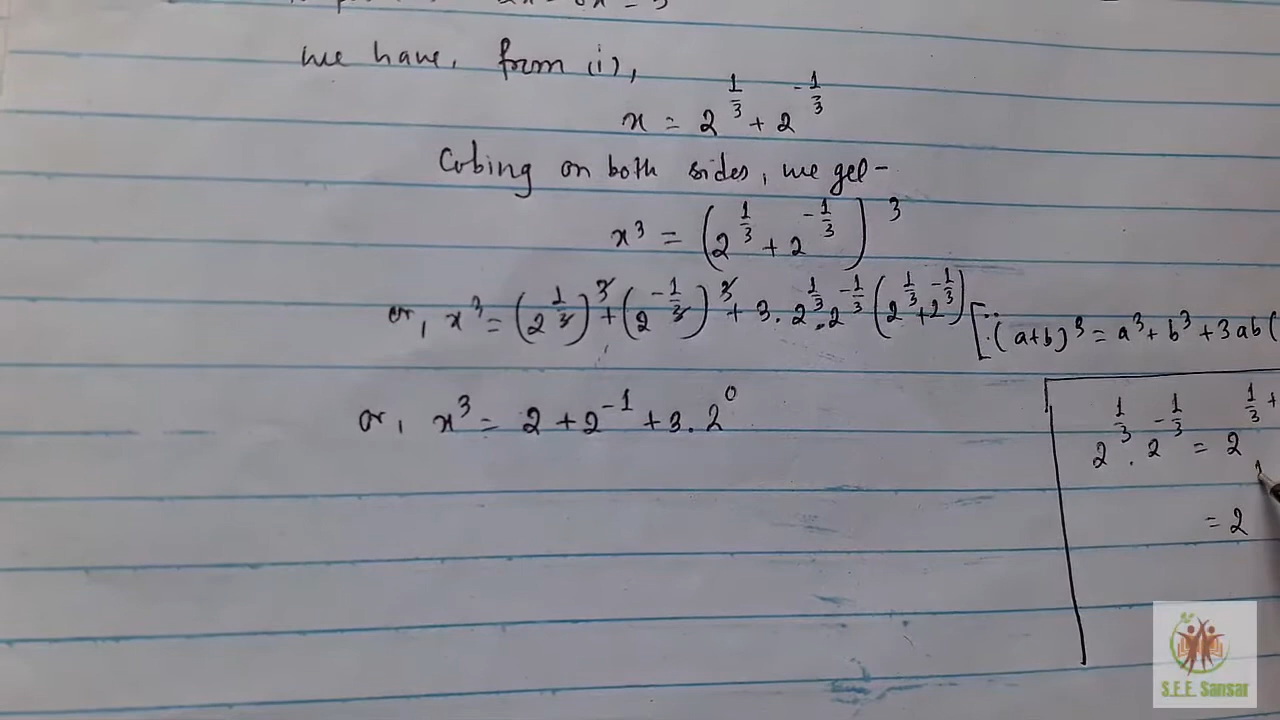 we have, from (i),
x = 2^{1/3} + 2^{-1/3}
Cubing on both sides, we get-
x³ = (2^{1/3} + 2^{-1/3})³
or, x³ = (2^{1/3})³ + (2^{-1/3})³ + 3. 2^{1/3}. 2^{-1/3} (2^{1/3} + 2^{-1/3}) [∵ (a+b)³ = a³ + b³ + 3ab (
or, x³ = 2 + 2^{-1} + 3. 2^0
2^{1/3} . 2^{-1/3} = 2^{1/3 +
= 2
S.E.E. Sansar